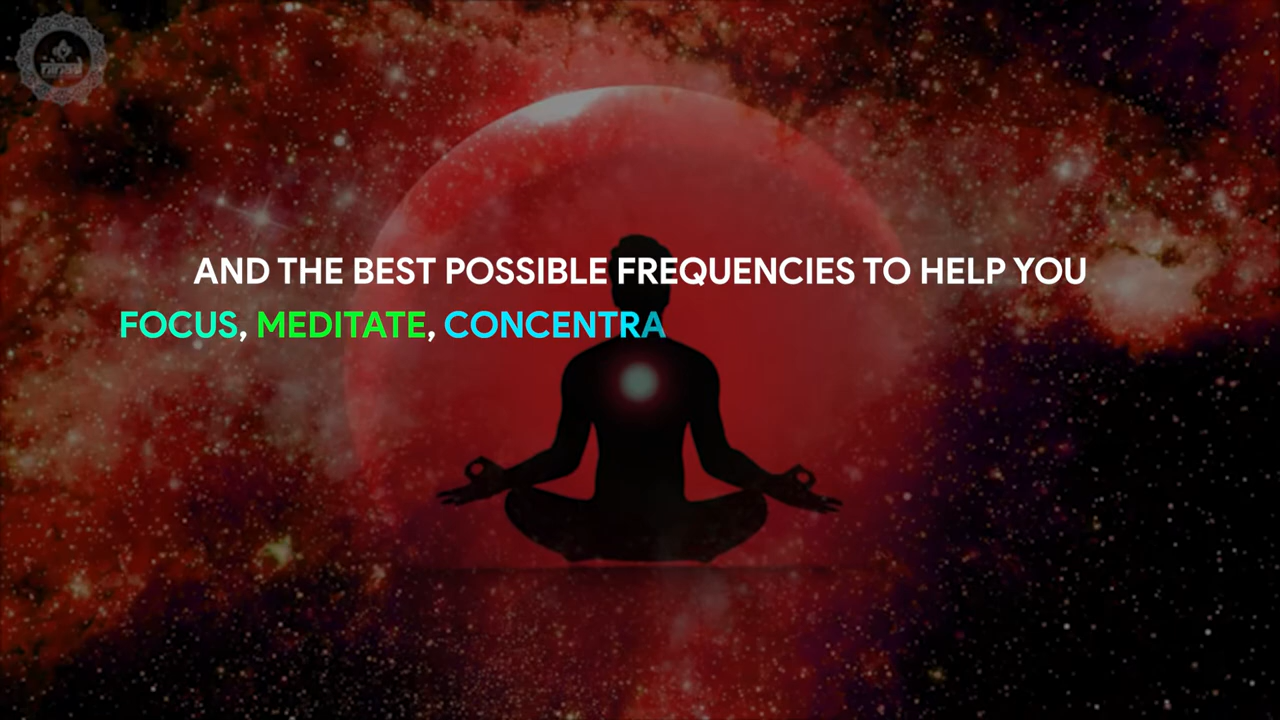 AND THE BEST POSSIBLE FREQUENCIES TO HELP YOU
FOCUS, MEDITATE, CONCENTRA